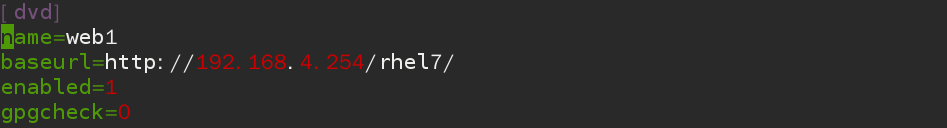 [dvd]
name=web1
baseurl=http://192.168.4.254/rhel7/
enabled=1
gpgcheck=0